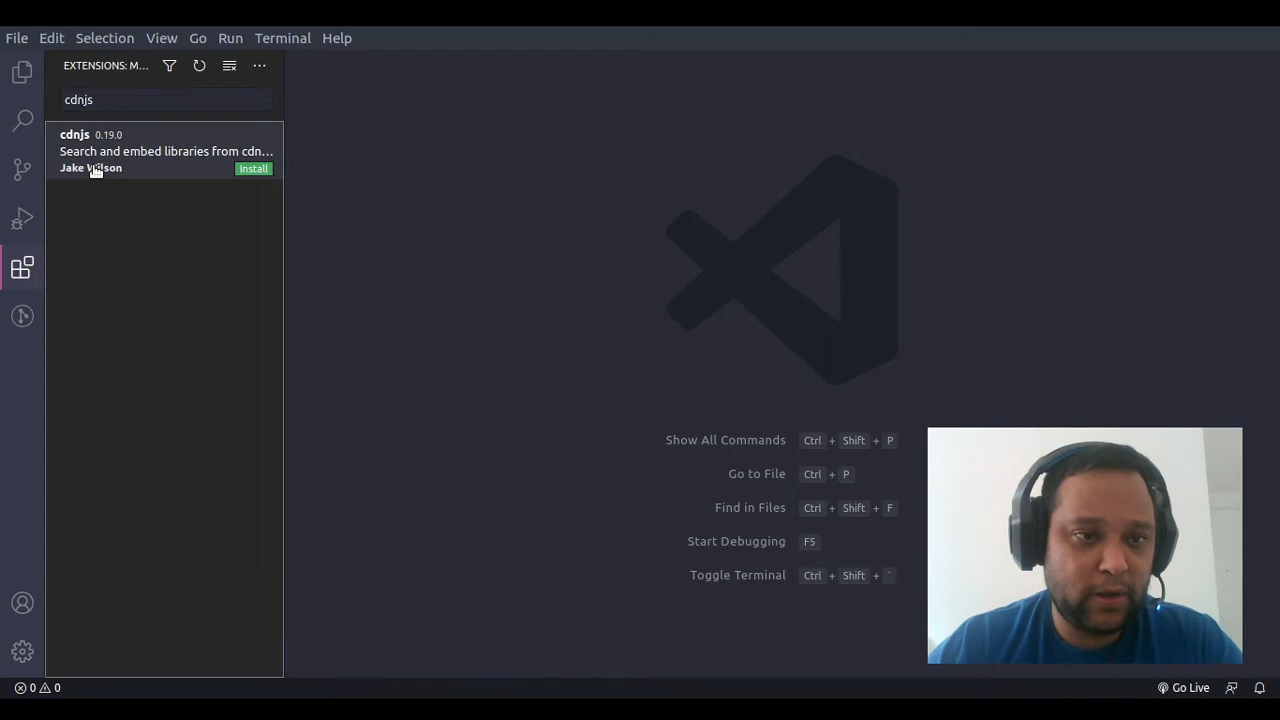 File Edit Selection View Go Run Terminal Help
EXTENSIONS: M...
cdnjs
cdnjs 0.19.0
Search and embed libraries from cdn...
Jake Wilson Install
Show All Commands Ctrl + Shift + P
Go to File Ctrl + P
Find in Files Ctrl + Shift + F
Start Debugging F5
Toggle Terminal Ctrl + Shift + `
0 0 Go Live